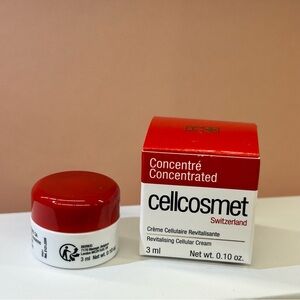 Concentré
Concentrated
cellcosmet
Switzerland
Crème Cellulaire Revitalisante
Revitalising Cellular Cream
3 ml Net wt. 0.10 oz.
3 ml Net wt. 0.10 oz